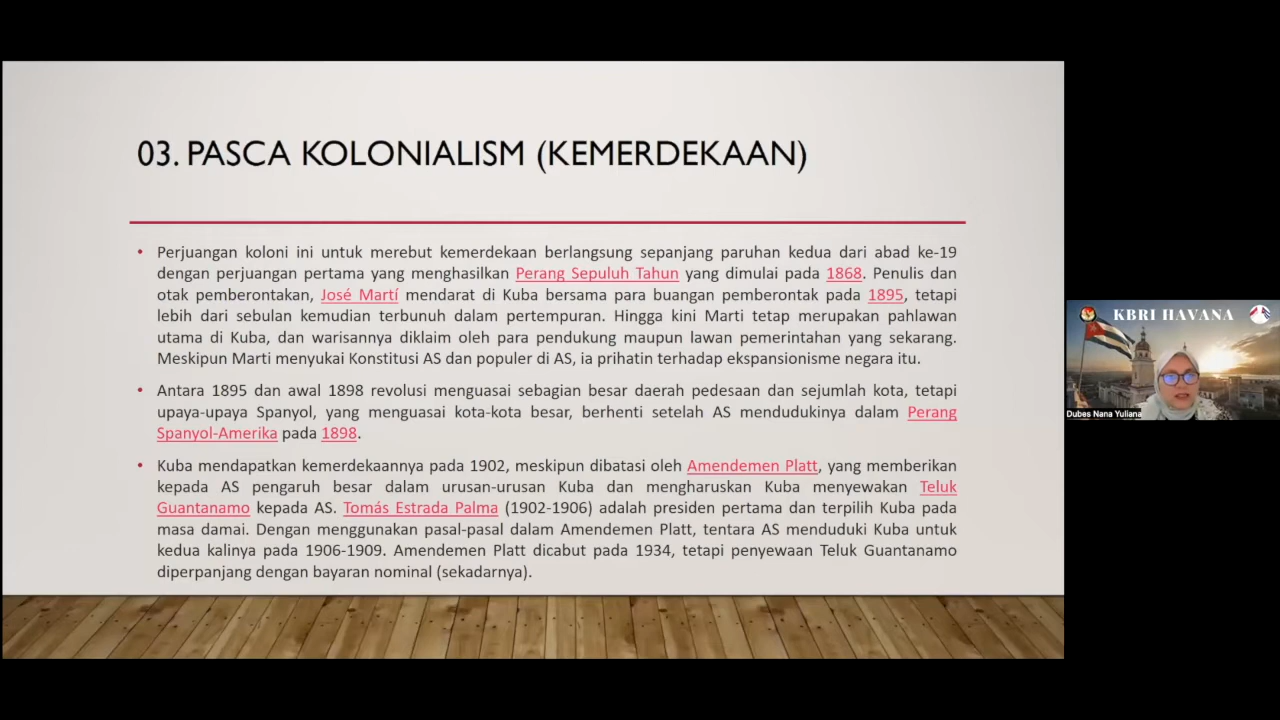 03. PASCA KOLONIALISM (KEMERDEKAAN)
• Perjuangan koloni ini untuk merebut kemerdekaan berlangsung sepanjang paruhan kedua dari abad ke-19
dengan perjuangan pertama yang menghasilkan Perang Sepuluh Tahun yang dimulai pada 1868. Penulis dan
otak pemberontakan, José Martí mendarat di Kuba bersama para buangan pemberontak pada 1895, tetapi
lebih dari sebulan kemudian terbunuh dalam pertempuran. Hingga kini Marti tetap merupakan pahlawan
utama di Kuba, dan warisannya diklaim oleh para pendukung maupun lawan pemerintahan yang sekarang.
Meskipun Marti menyukai Konstitusi AS dan populer di AS, ia prihatin terhadap ekspansionisme negara itu.
• Antara 1895 dan awal 1898 revolusi menguasai sebagian besar daerah pedesaan dan sejumlah kota, tetapi
upaya-upaya Spanyol, yang menguasai kota-kota besar, berhenti setelah AS mendudukinya dalam Perang
Spanyol-Amerika pada 1898.
• Kuba mendapatkan kemerdekaannya pada 1902, meskipun dibatasi oleh Amendemen Platt, yang memberikan
kepada AS pengaruh besar dalam urusan-urusan Kuba dan mengharuskan Kuba menyewakan Teluk
Guantanamo kepada AS. Tomás Estrada Palma (1902-1906) adalah presiden pertama dan terpilih Kuba pada
masa damai. Dengan menggunakan pasal-pasal dalam Amendemen Platt, tentara AS menduduki Kuba untuk
kedua kalinya pada 1906-1909. Amendemen Platt dicabut pada 1934, tetapi penyewaan Teluk Guantanamo
diperpanjang dengan bayaran nominal (sekadarnya).
KBRI HAVANA
Dubes Nana Yuliana